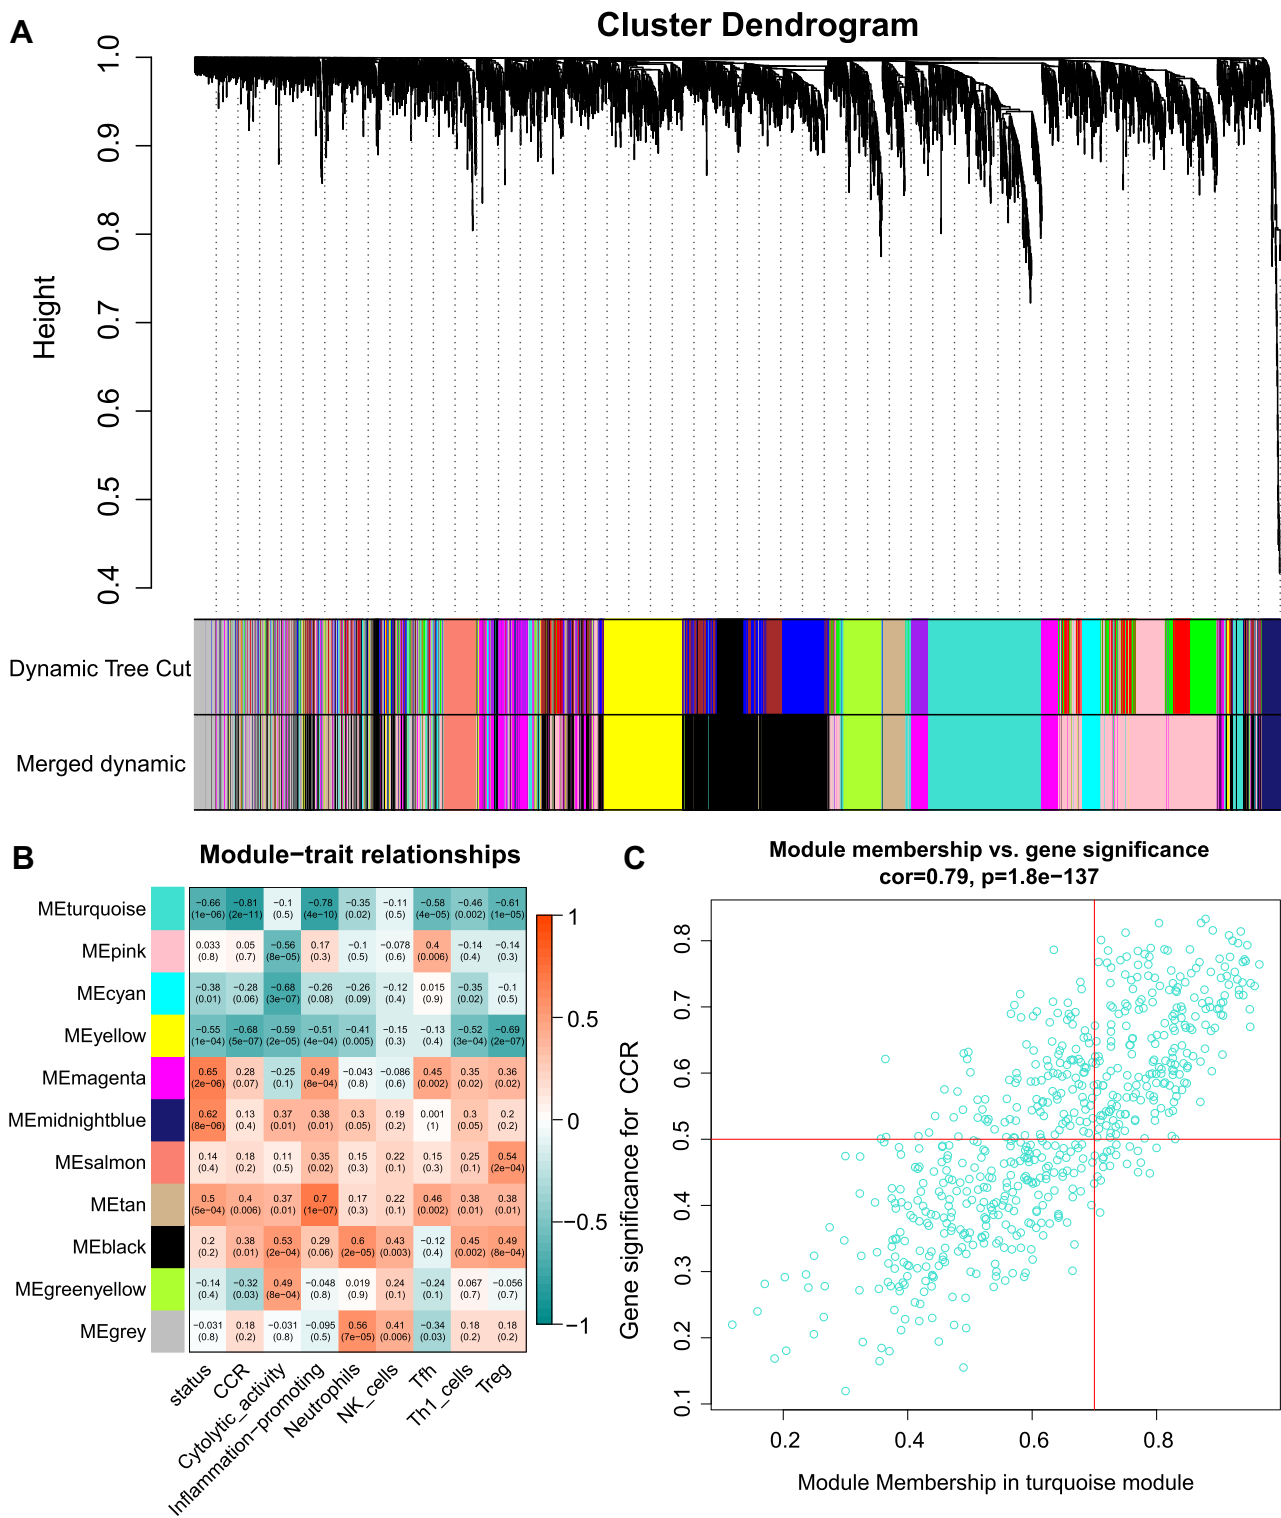 A
Cluster Dendrogram
Height
1.0
0.9
0.8
0.7
0.6
0.5
0.4
Dynamic Tree Cut
Merged dynamic
B
Module−trait relationships
MEturquoise
−0.66 −0.81 −0.1 −0.78 −0.35 −0.11 −0.58 −0.46 −0.61
(1e−06) (2e−11) (0.5) (4e−10) (0.02) (0.5) (4e−05) (0.002) (1e−05)
MEpink
0.033 0.05 −0.56 0.17 −0.1 −0.078 0.4 −0.14 −0.14
(0.8) (0.7) (8e−05) (0.3) (0.5) (0.6) (0.006) (0.4) (0.3)
MEcyan
−0.38 −0.28 −0.68 −0.26 −0.26 −0.12 0.015 −0.35 −0.1
(0.01) (0.06) (3e−07) (0.08) (0.09) (0.4) (0.9) (0.02) (0.5)
MEyellow
−0.55 −0.68 −0.59 −0.51 −0.41 −0.15 −0.13 −0.52 −0.69
(1e−04) (5e−07) (2e−05) (4e−04) (0.005) (0.3) (0.4) (3e−04) (2e−07)
MEmagenta
0.65 0.28 −0.25 0.49 −0.043 −0.086 0.45 0.35 0.36
(2e−06) (0.07) (0.1) (8e−04) (0.8) (0.6) (0.002) (0.02) (0.02)
MEmidnightblue
0.62 0.13 0.37 0.38 0.3 0.19 0.001 0.3 0.2
(8e−06) (0.4) (0.01) (0.01) (0.05) (0.2) (1) (0.05) (0.2)
MEsalmon
0.14 0.18 0.11 0.35 0.15 0.22 0.15 0.25 0.54
(0.4) (0.2) (0.5) (0.02) (0.3) (0.1) (0.3) (0.1) (2e−04)
MEtan
0.5 0.4 0.37 0.7 0.17 0.22 0.46 0.38 0.38
(5e−04) (0.006) (0.01) (1e−07) (0.3) (0.1) (0.002) (0.01) (0.01)
MEblack
0.2 0.38 0.53 0.29 0.6 0.43 −0.12 0.45 0.49
(0.2) (0.01) (2e−04) (0.06) (2e−05) (0.003) (0.4) (0.002) (8e−04)
MEgreenyellow
−0.14 −0.32 0.49 −0.048 0.019 0.24 −0.24 0.067 −0.056
(0.4) (0.03) (8e−04) (0.8) (0.9) (0.1) (0.1) (0.7) (0.7)
MEgrey
−0.031 0.18 −0.031 −0.095 0.56 0.41 −0.34 0.18 0.18
(0.8) (0.2) (0.8) (0.5) (7e−05) (0.006) (0.03) (0.2) (0.2)
status
CCR
Cytolytic_activity
Inflammation−promoting
Neutrophils
NK_cells
Tfh
Th1_cells
Treg
1
0.5
0
−0.5
−1
C
Module membership vs. gene significance
cor=0.79, p=1.8e−137
Gene significance for CCR
0.8
0.7
0.6
0.5
0.4
0.3
0.2
0.1
0.2 0.4 0.6 0.8
Module Membership in turquoise module